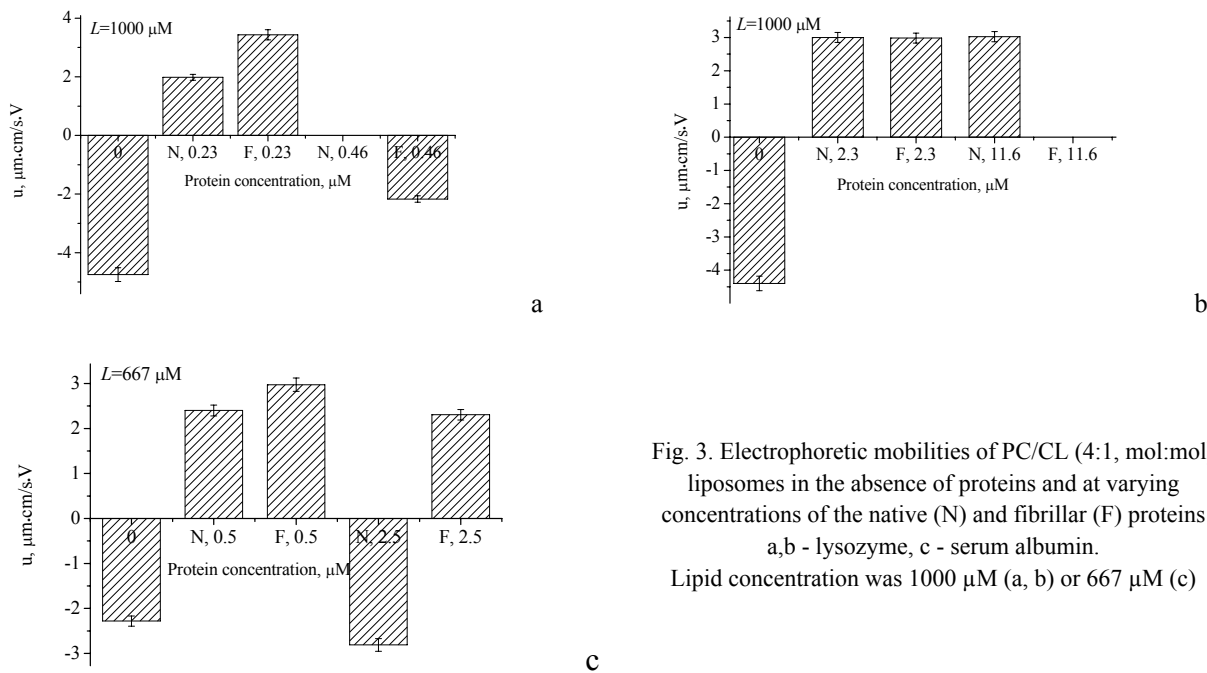 L=1000 µM
4
2
0
-2
-4
u, µm·cm/s·V
0
N, 0.23
F, 0.23
N, 0.46
F, 0.46
Protein concentration, µM
a
L=1000 µM
3
2
1
0
-1
-2
-3
-4
u, µm·cm/s·V
0
N, 2.3
F, 2.3
N, 11.6
F, 11.6
Protein concentration, µM
b
L=667 µM
3
2
1
0
-1
-2
-3
u, µm·cm/s·V
0
N, 0.5
F, 0.5
N, 2.5
F, 2.5
Protein concentration, µM
c
Fig. 3. Electrophoretic mobilities of PC/CL (4:1, mol:mol
liposomes in the absence of proteins and at varying
concentrations of the native (N) and fibrillar (F) proteins
a,b - lysozyme, c - serum albumin.
Lipid concentration was 1000 µM (a, b) or 667 µM (c)